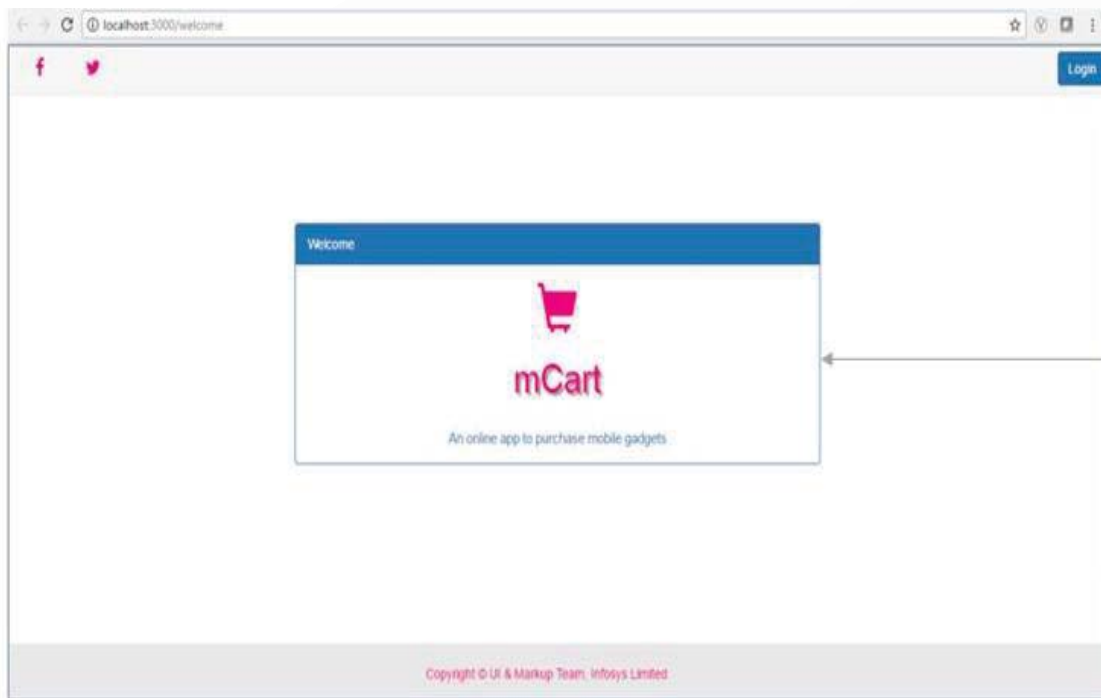 localhost:3000/welcome
Login
Welcome
mCart
An online app to purchase mobile gadgets
Copyright © UI & Markup Team, Infosys Limited